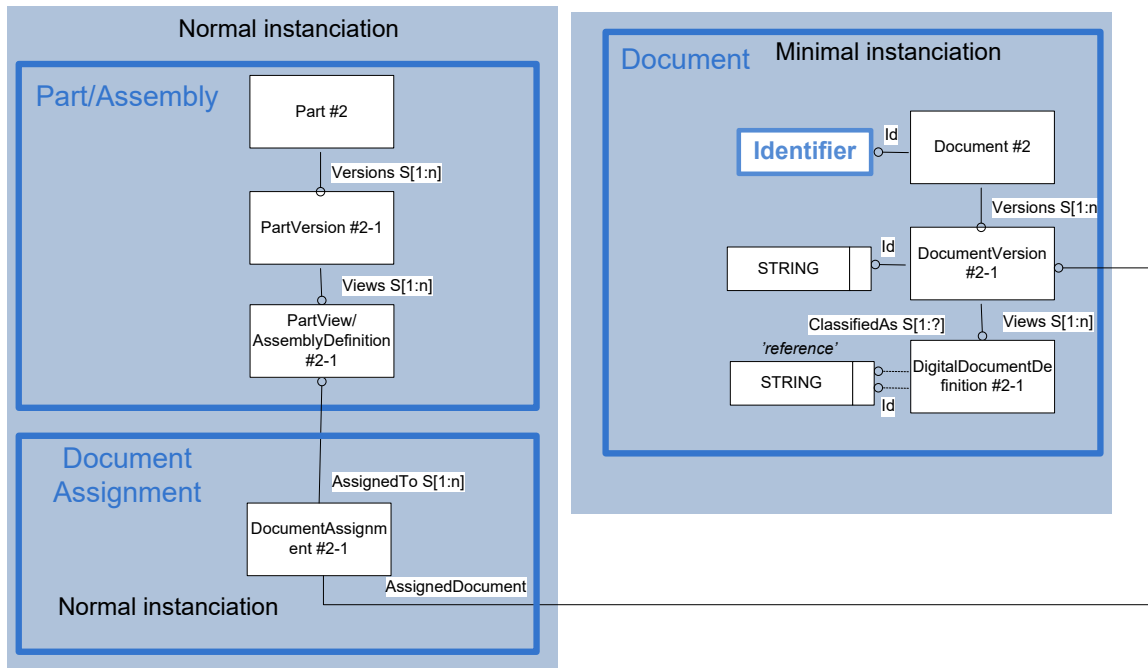 Normal instanciation
Part/Assembly
Part #2
Versions S[1:n]
PartVersion #2-1
Views S[1:n]
PartView/
AssemblyDefinition
#2-1
Document
Assignment
AssignedTo S[1:n]
DocumentAssignm
ent #2-1
AssignedDocument
Normal instanciation
Minimal instanciation
Document
Identifier
Id
Document #2
Versions S[1:n
STRING
Id
DocumentVersion
#2-1
ClassifiedAs S[1:?]
Views S[1:n]
'reference'
STRING
DigitalDocumentDe
finition #2-1
Id